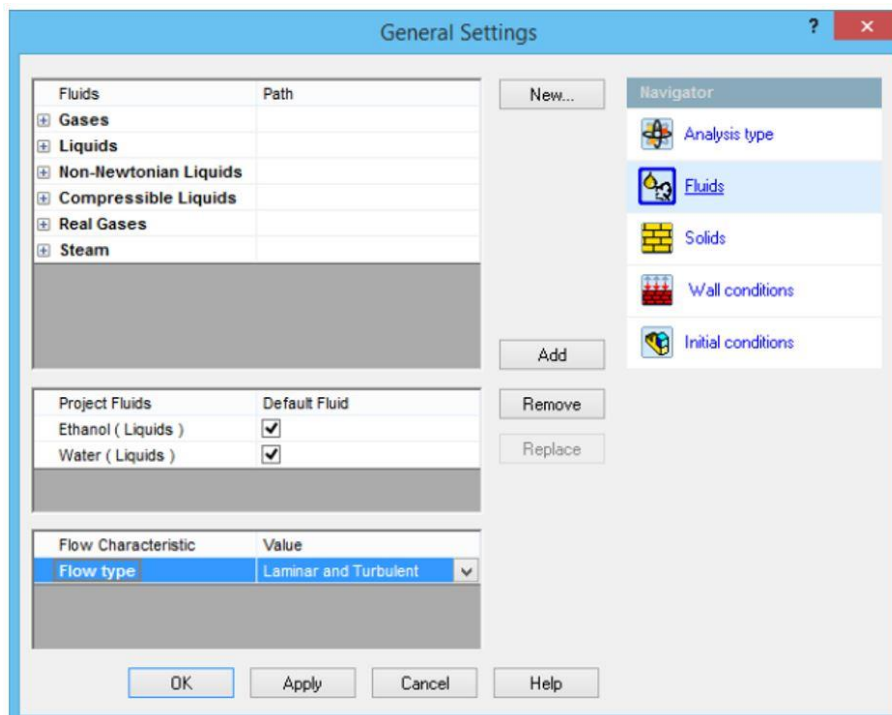 General Settings
?
Fluids Path
Gases
Liquids
Non-Newtonian Liquids
Compressible Liquids
Real Gases
Steam
New...
Add
Project Fluids Default Fluid
Ethanol ( Liquids )
Water ( Liquids )
Remove
Replace
Flow Characteristic Value
Flow type Laminar and Turbulent
OK Apply Cancel Help
Navigator
Analysis type
Fluids
Solids
Wall conditions
Initial conditions